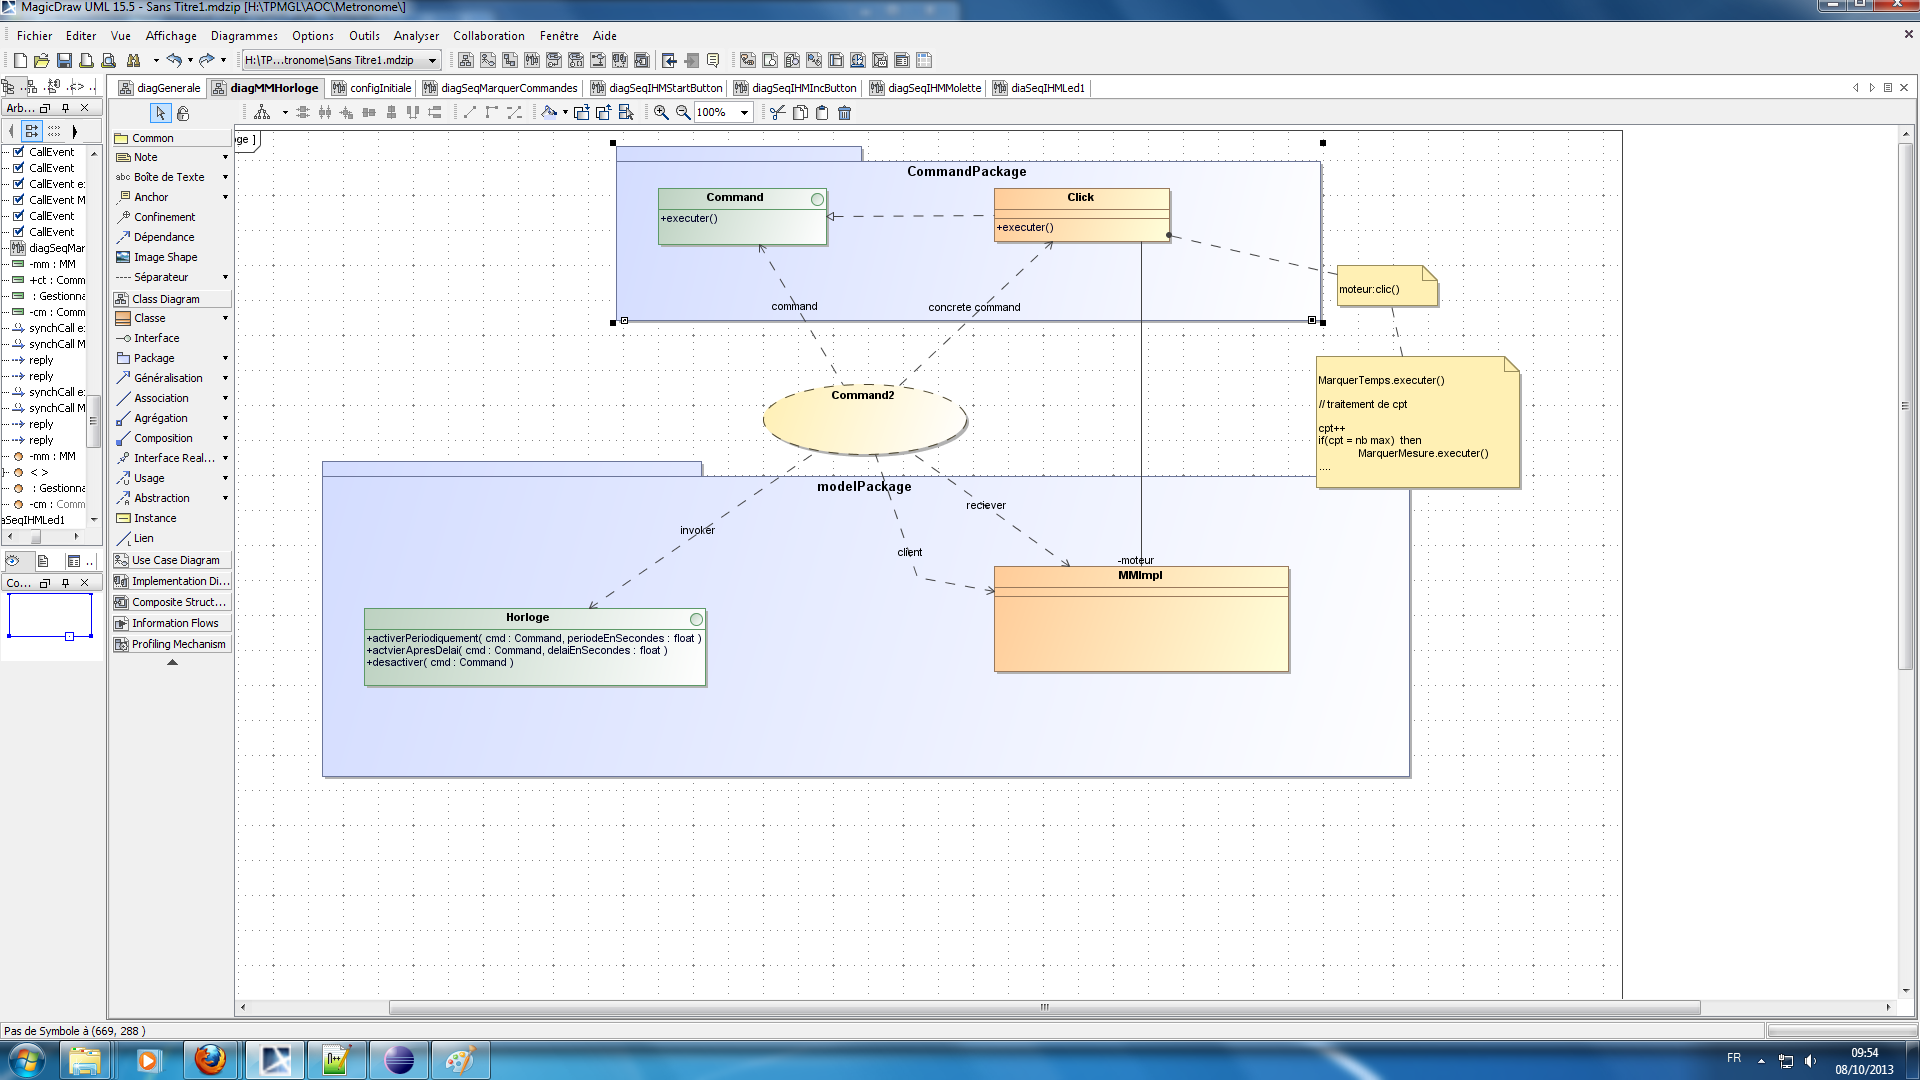 MagicDraw UML 15.5 - Sans Titre1.mdzip [H:\TPMGL\AOC\Metronome\]
Fichier Editer Vue Affichage Diagrammes Options Outils Analyser Collaboration Fenêtre Aide
H:\TP...tronome\Sans Titre1.mdzip
diagGenerale diagMMHorloge configInitiale diagSeqMarquerCommandes diagSeqIHMStartButton diagSeqIHMIncButton diagSeqIHMMolette diaSeqIHMLed1
Arb...
100%
CallEvent
CallEvent
CallEvent e:
CallEvent M
CallEvent
CallEvent
diagSeqMar
-mm : MM
+ct : Comm
: Gestionna
-cm : Comm
synchCall e:
synchCall M
reply
reply
synchCall e:
synchCall M
reply
reply
-mm : MM
< >
: Gestionna
-cm : Comm
aSeqIHMLed1
Co...
Common
Note
abc Boîte de Texte
Anchor
Confinement
Dépendance
Image Shape
Séparateur
Class Diagram
Classe
Interface
Package
Généralisation
Association
Agrégation
Composition
Interface Real...
Usage
Abstraction
Instance
Lien
Use Case Diagram
Implementation Di...
Composite Struct...
Information Flows
Profiling Mechanism
oge ]
CommandPackage
Command
+executer()
Click
+executer()
command
concrete command
moteur:clic()
MarquerTemps.executer()
// traitement de cpt
cpt++
if(cpt = nb max) then
MarquerMesure.executer()
....
Command2
modelPackage
invoker
client
reciever
-moteur
MMImpl
Horloge
+activerPeriodiquement( cmd : Command, periodeEnSecondes : float )
+actvierApresDelai( cmd : Command, delaiEnSecondes : float )
+desactiver( cmd : Command )
Pas de Symbole à (669, 288 )
FR
09:54
08/10/2013